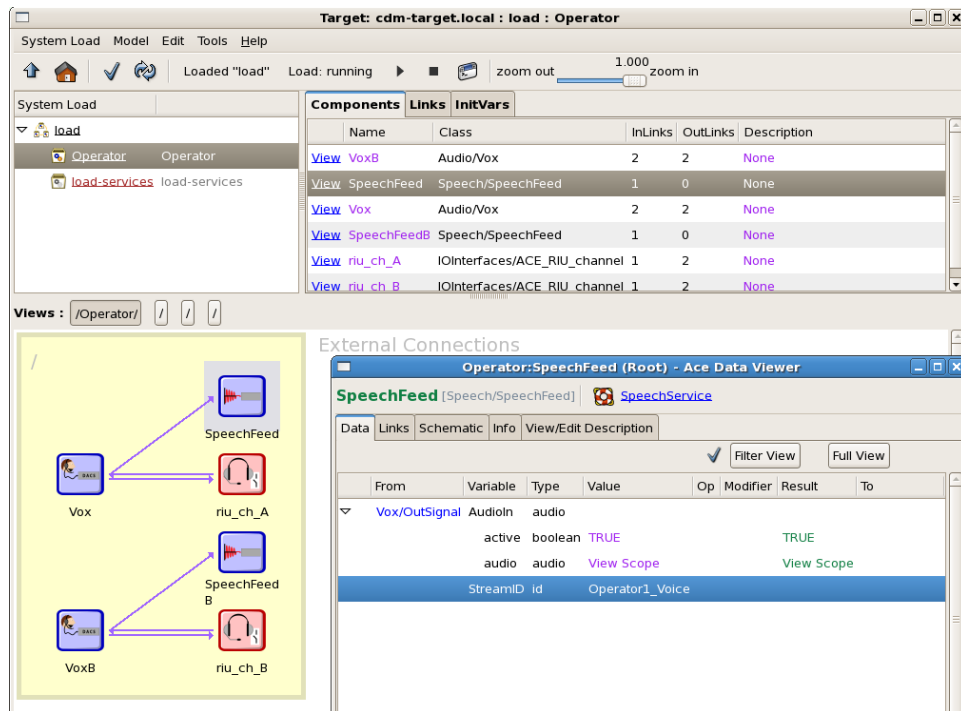 Target: cdm-target.local : load : Operator
System Load Model Edit Tools Help
Loaded "load" Load: running zoom out 1.000 zoom in
System Load
load
Operator Operator
load-services load-services
Components Links InitVars
Name Class InLinks OutLinks Description
View VoxB Audio/Vox 2 2 None
View SpeechFeed Speech/SpeechFeed 1 0 None
View Vox Audio/Vox 2 2 None
View SpeechFeedB Speech/SpeechFeed 1 0 None
View riu_ch_A IOInterfaces/ACE_RIU_channel 1 2 None
View riu_ch_B IOInterfaces/ACE_RIU_channel 1 2 None
Views : /Operator/ / / /
/
SpeechFeed
DACS
Vox
riu_ch_A
SpeechFeed
B
DACS
VoxB
riu_ch_B
External Connections
Operator:SpeechFeed (Root) - Ace Data Viewer
SpeechFeed [Speech/SpeechFeed] SpeechService
Data Links Schematic Info View/Edit Description
Filter View Full View
From Variable Type Value Op Modifier Result To
Vox/OutSignal AudioIn audio
active boolean TRUE TRUE
audio audio View Scope View Scope
StreamID id Operator1_Voice